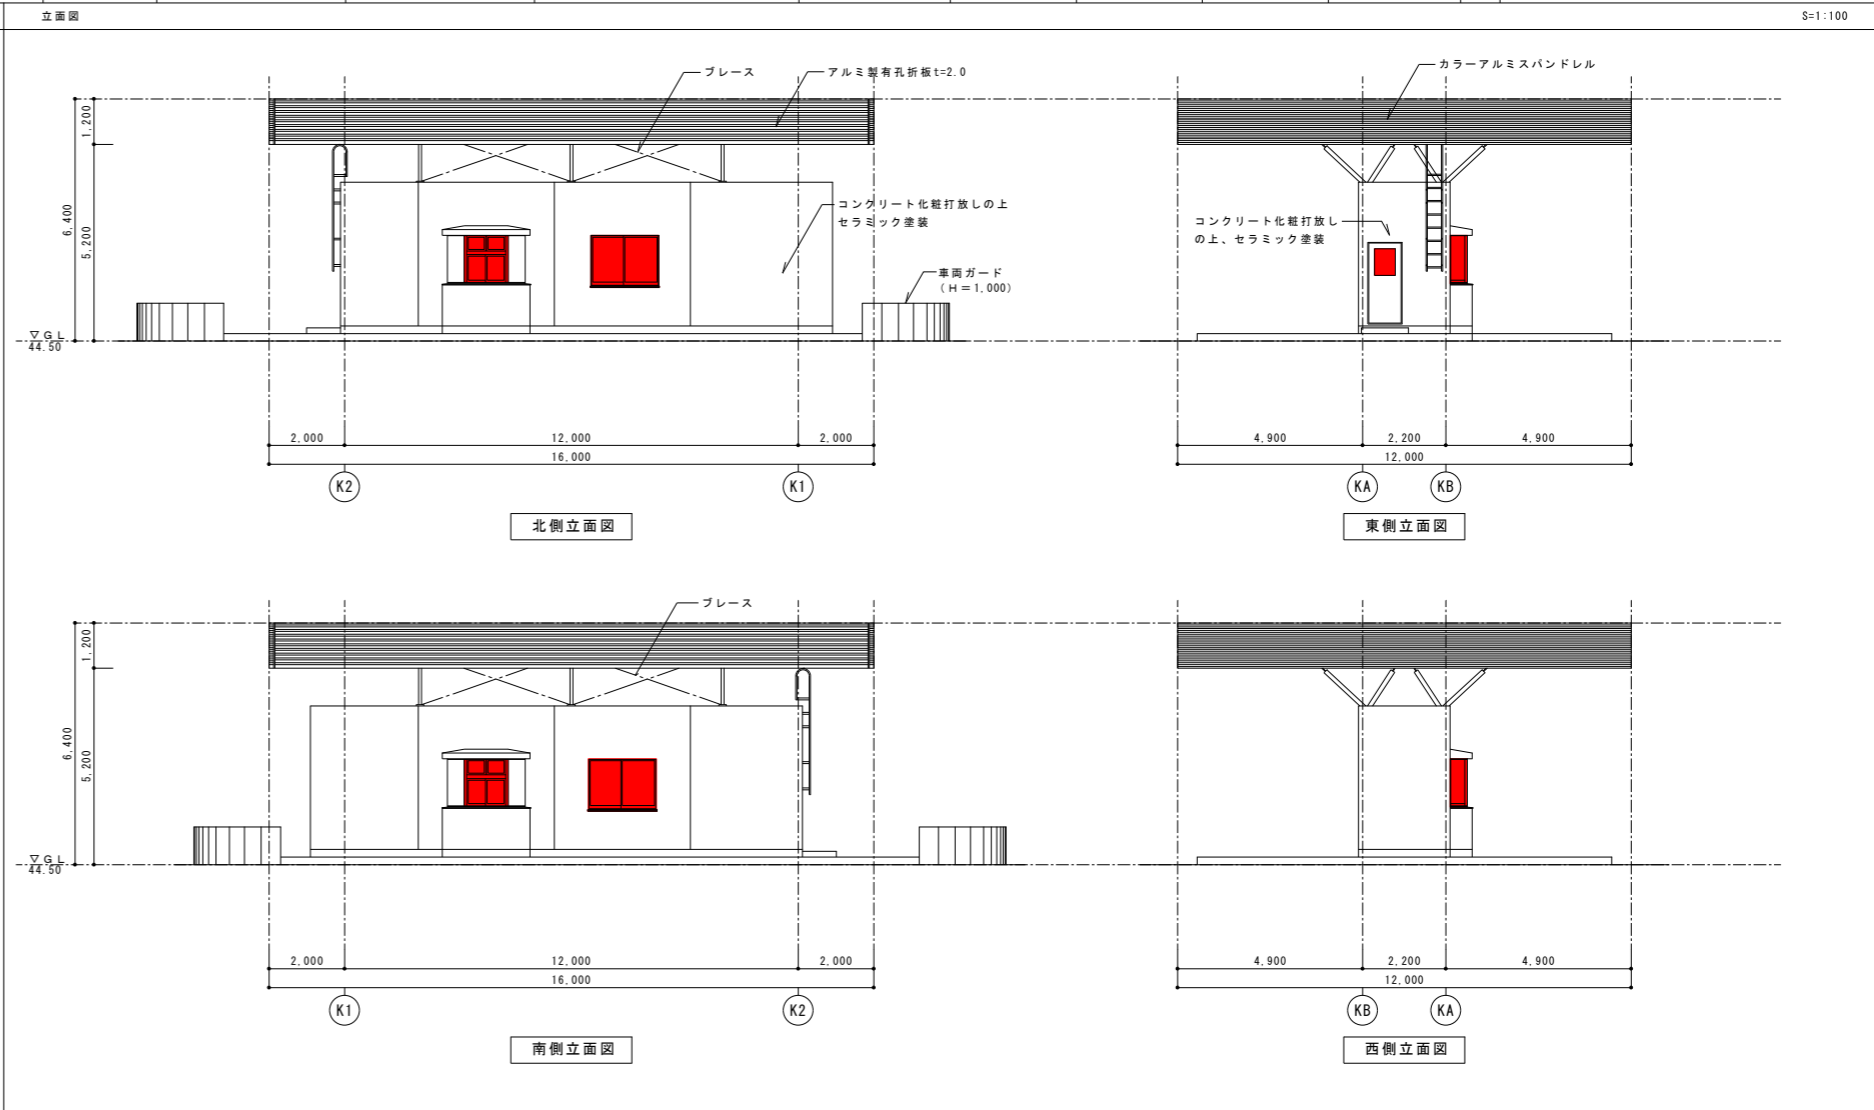 立面図
S=1:100
ブレース
アルミ製有孔折板t=2.0
カラーアルミスパンドレル
1,200
6,400
5,200
コンクリート化粧打放しの上
セラミック塗装
コンクリート化粧打放し
の上、セラミック塗装
車両ガード
(H=1,000)
▽GL
44.50
2,000
12,000
2,000
16,000
4,900
2,200
4,900
12,000
K2
K1
KA
KB
北側立面図
東側立面図
ブレース
1,200
6,400
5,200
▽GL
44.50
2,000
12,000
2,000
16,000
4,900
2,200
4,900
12,000
K1
K2
KB
KA
南側立面図
西側立面図